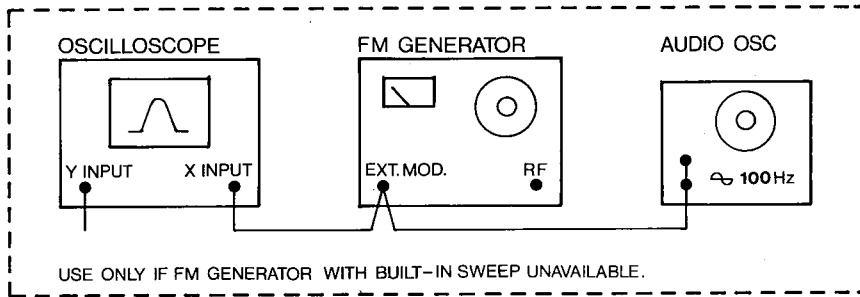 OSCILLOSCOPE FM GENERATOR AUDIO OSC
Y INPUT X INPUT EXT. MOD. RF 100Hz
USE ONLY IF FM GENERATOR WITH BUILT-IN SWEEP UNAVAILABLE.